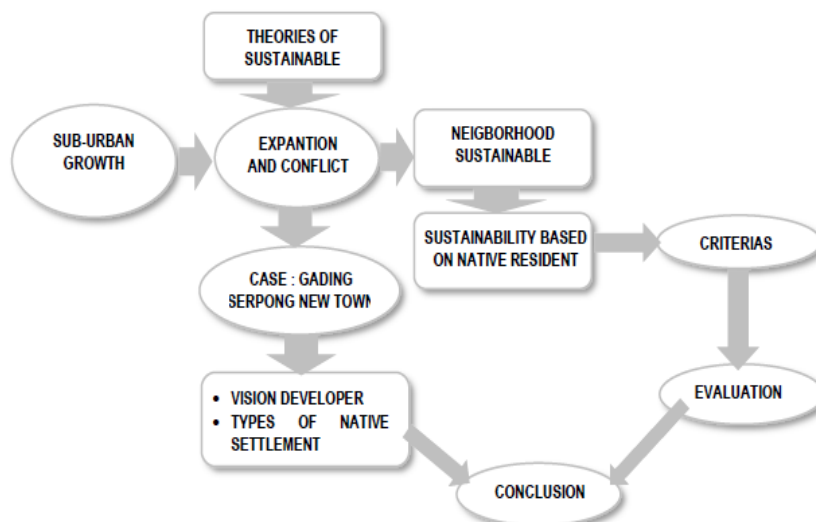 THEORIES OF
SUSTAINABLE
SUB-URBAN
GROWTH
EXPANTION
AND CONFLICT
NEIGBORHOOD
SUSTAINABLE
SUSTAINABILITY BASED
ON NATIVE RESIDENT
CRITERIAS
CASE : GADING
SERPONG NEW TOWN
• VISION DEVELOPER
• TYPES OF NATIVE
SETTLEMENT
EVALUATION
CONCLUSION